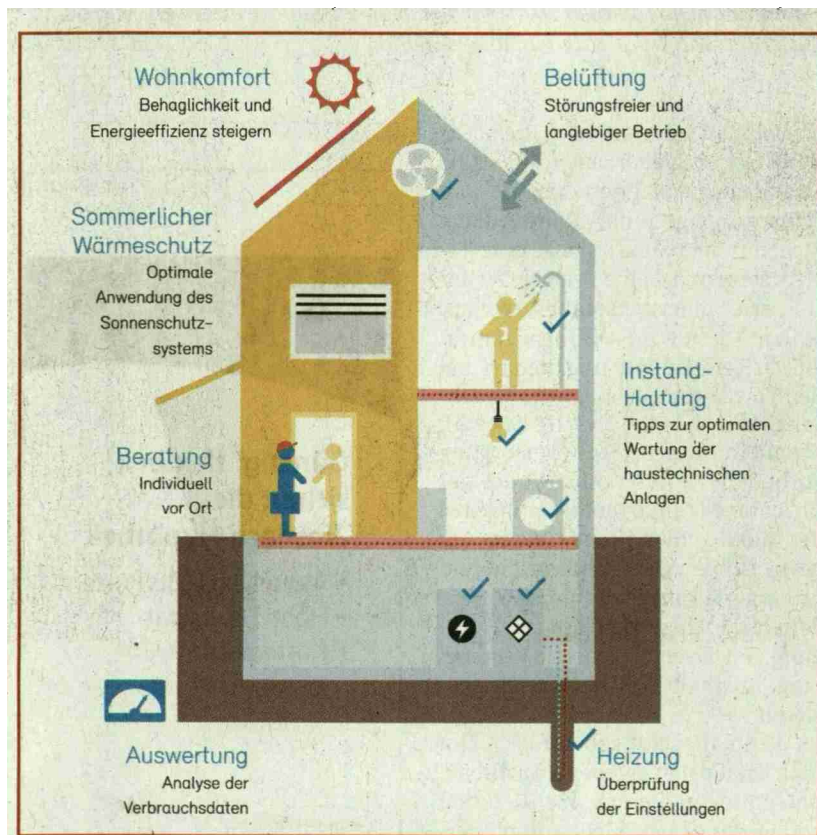 Wohnkomfort
Behaglichkeit und
Energieeffizienz steigern
Belüftung
Störungsfreier und
langlebiger Betrieb
Sommerlicher
Wärmeschutz
Optimale
Anwendung des
Sonnenschutz-
systems
Instand-
Haltung
Tipps zur optimalen
Wartung der
haustechnischen
Anlagen
Beratung
Individuell
vor Ort
Auswertung
Analyse der
Verbrauchsdaten
Heizung
Überprüfung
der Einstellungen